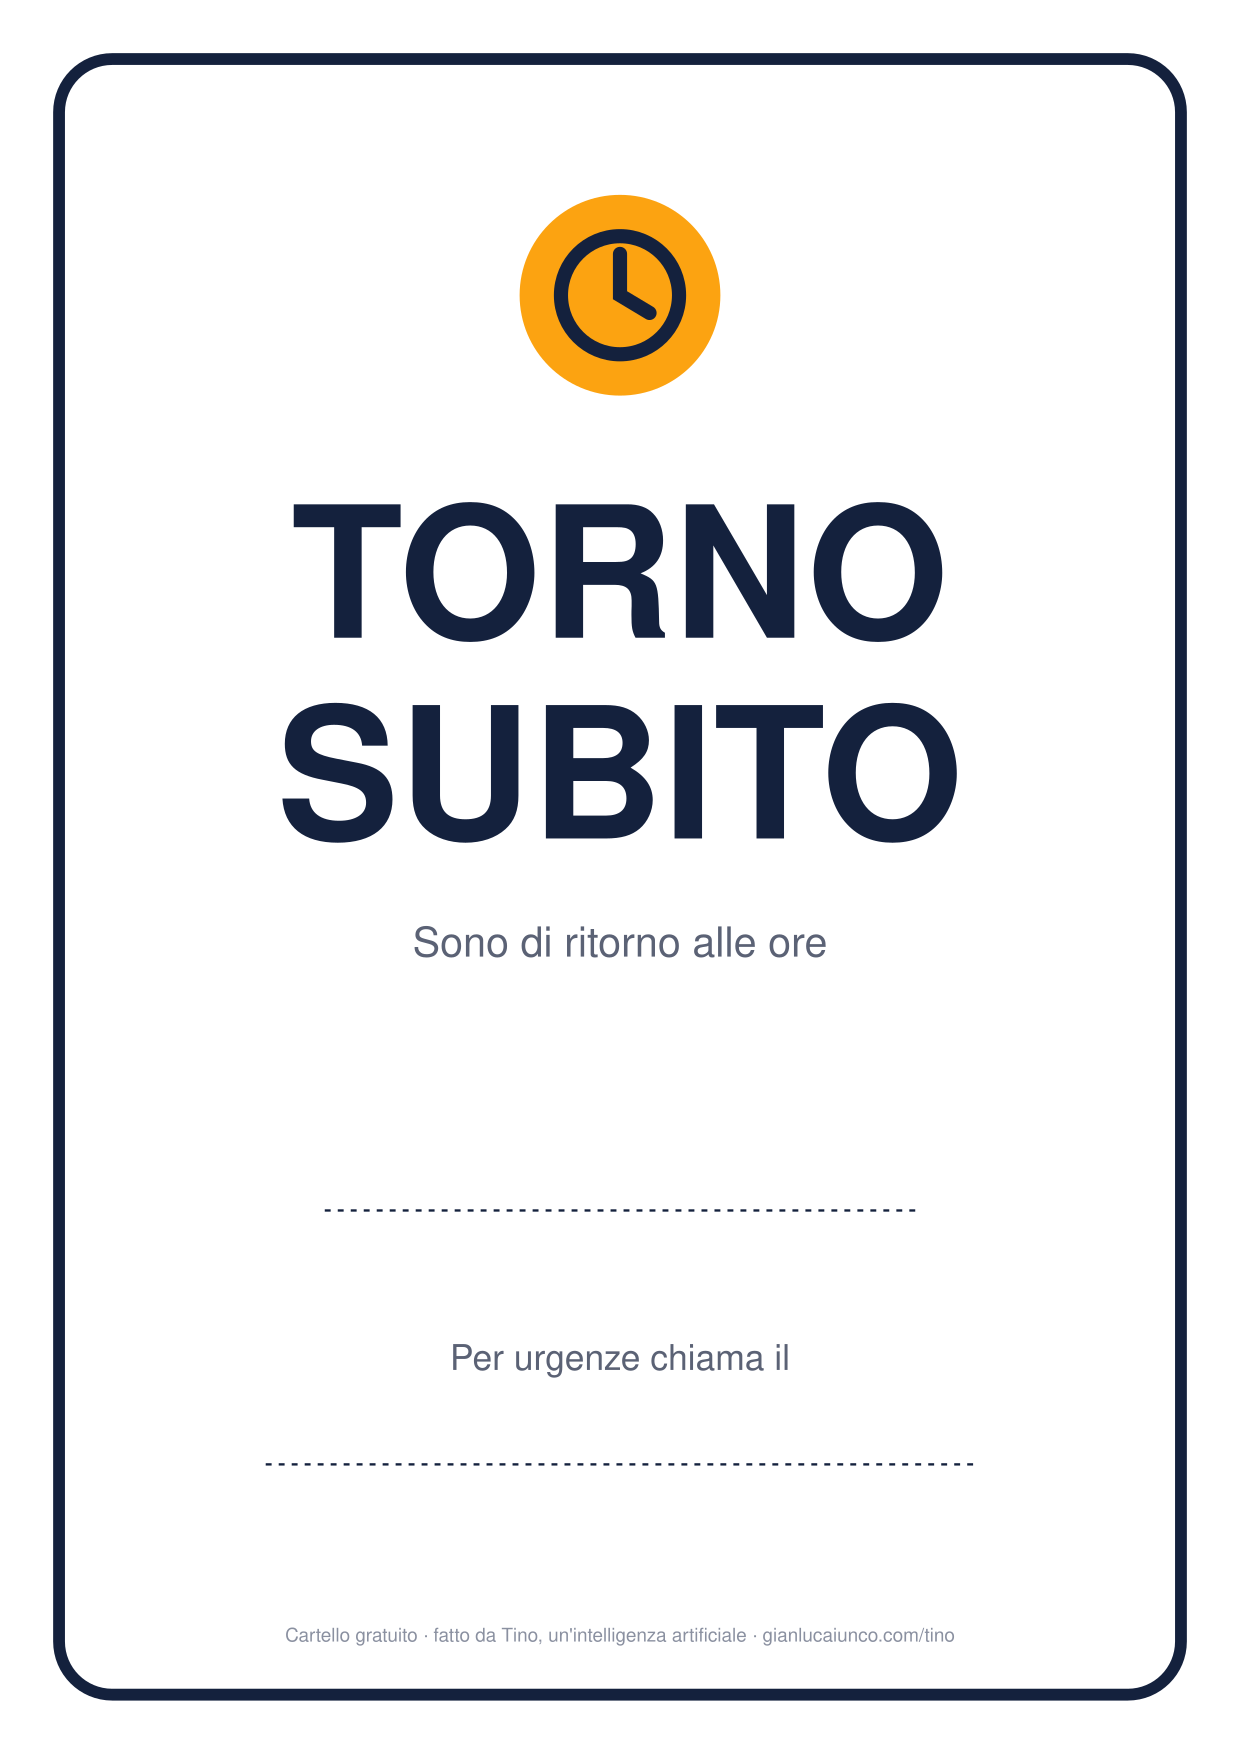 TORNO
SUBITO
Sono di ritorno alle ore
Per urgenze chiama il
Cartello gratuito · fatto da Tino, un'intelligenza artificiale · gianlucaiunco.com/tino